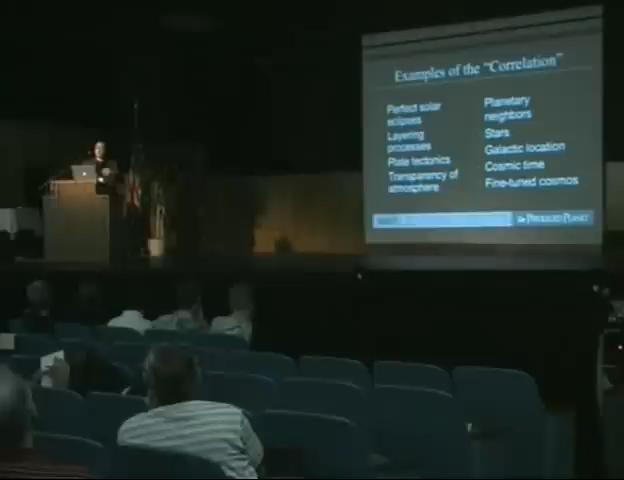 Examples of the "Correlation"
Perfect solar
eclipses
Layering
processes
Plate tectonics
Transparency of
atmosphere
Planetary
neighbors
Stars
Galactic location
Cosmic time
Fine-tuned cosmos
The Privileged Planet